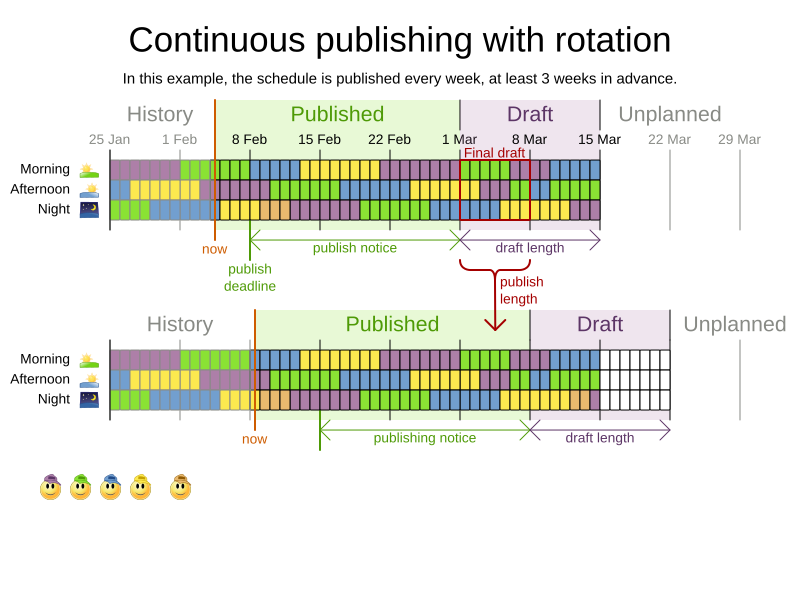 Continuous publishing with rotation
In this example, the schedule is published every week, at least 3 weeks in advance.
History Published Draft Unplanned
25 Jan 1 Feb 8 Feb 15 Feb 22 Feb 1 Mar 8 Mar 15 Mar 22 Mar 29 Mar
Final draft
Morning
Afternoon
Night
now publish notice draft length
publish
deadline
publish
length
History Published Draft Unplanned
Morning
Afternoon
Night
now publishing notice draft length